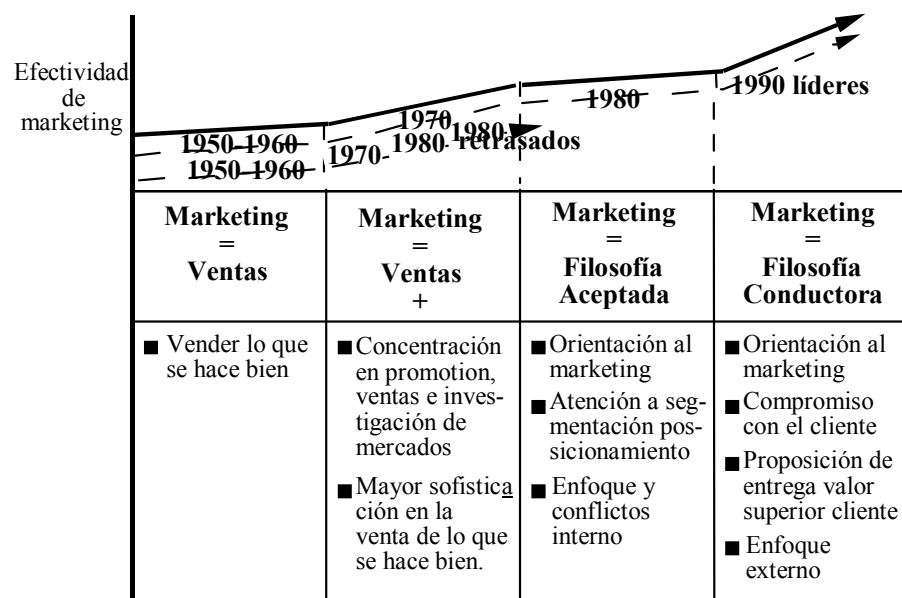 Efectividad
de
marketing
1950-1960
1950-1960
1970
1970
1980
1980
retrasados
1980
1990 líderes
Marketing
=
Ventas
Marketing
=
Ventas
+
Marketing
=
Filosofía
Aceptada
Marketing
=
Filosofía
Conductora
■ Vender lo que
se hace bien
■ Concentración
en promotion,
ventas e inves-
tigación de
mercados
■ Mayor sofistica
ción en la
venta de lo que
se hace bien.
■ Orientación al
marketing
■ Atención a seg-
mentación pos-
sicionamiento
■ Enfoque y
conflictos
interno
■ Orientación al
marketing
■ Compromiso
con el cliente
■ Proposición de
entrega valor
superior cliente
■ Enfoque
externo